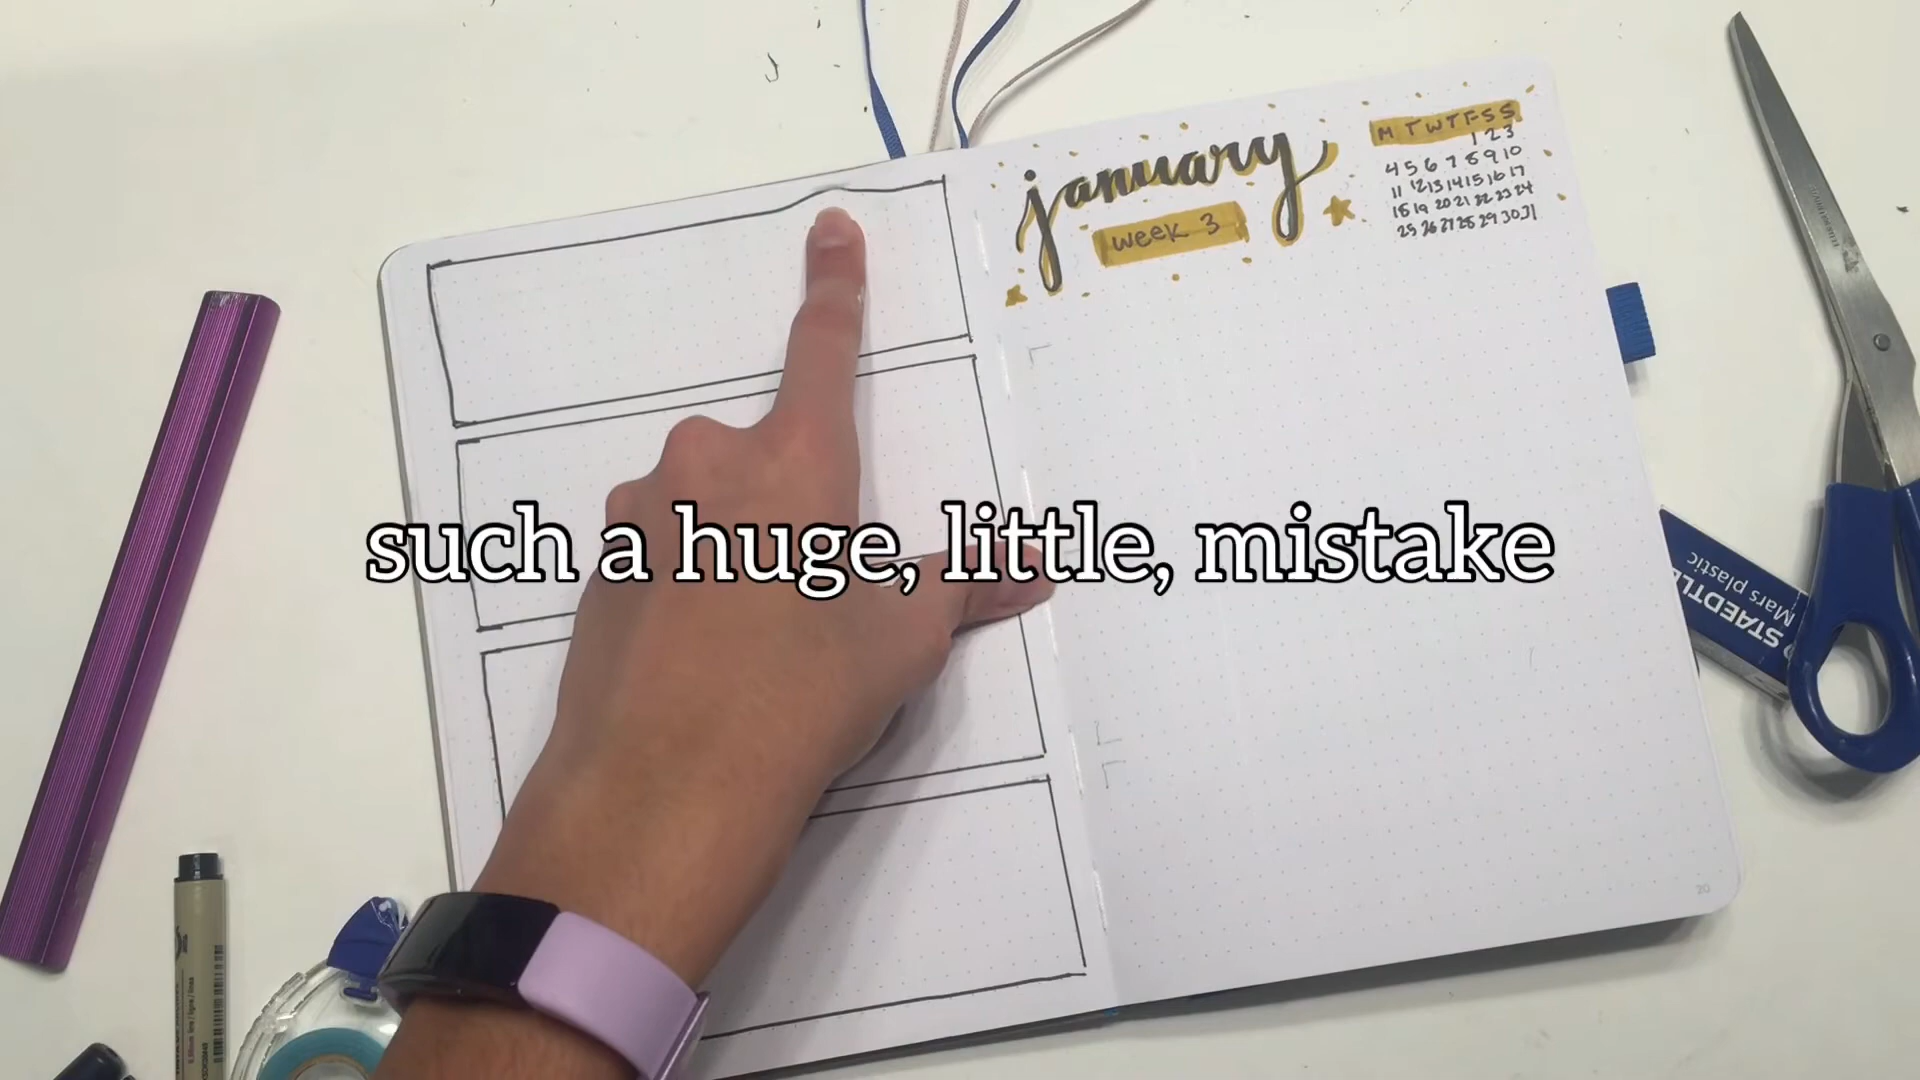 january
week 3
M T W T F S S
1 2 3
4 5 6 7 8 9 10
11 12 13 14 15 16 17
18 19 20 21 22 23 24
25 26 27 28 29 30 31
such a huge, little, mistake
STAEDTL
Mars plastic
20